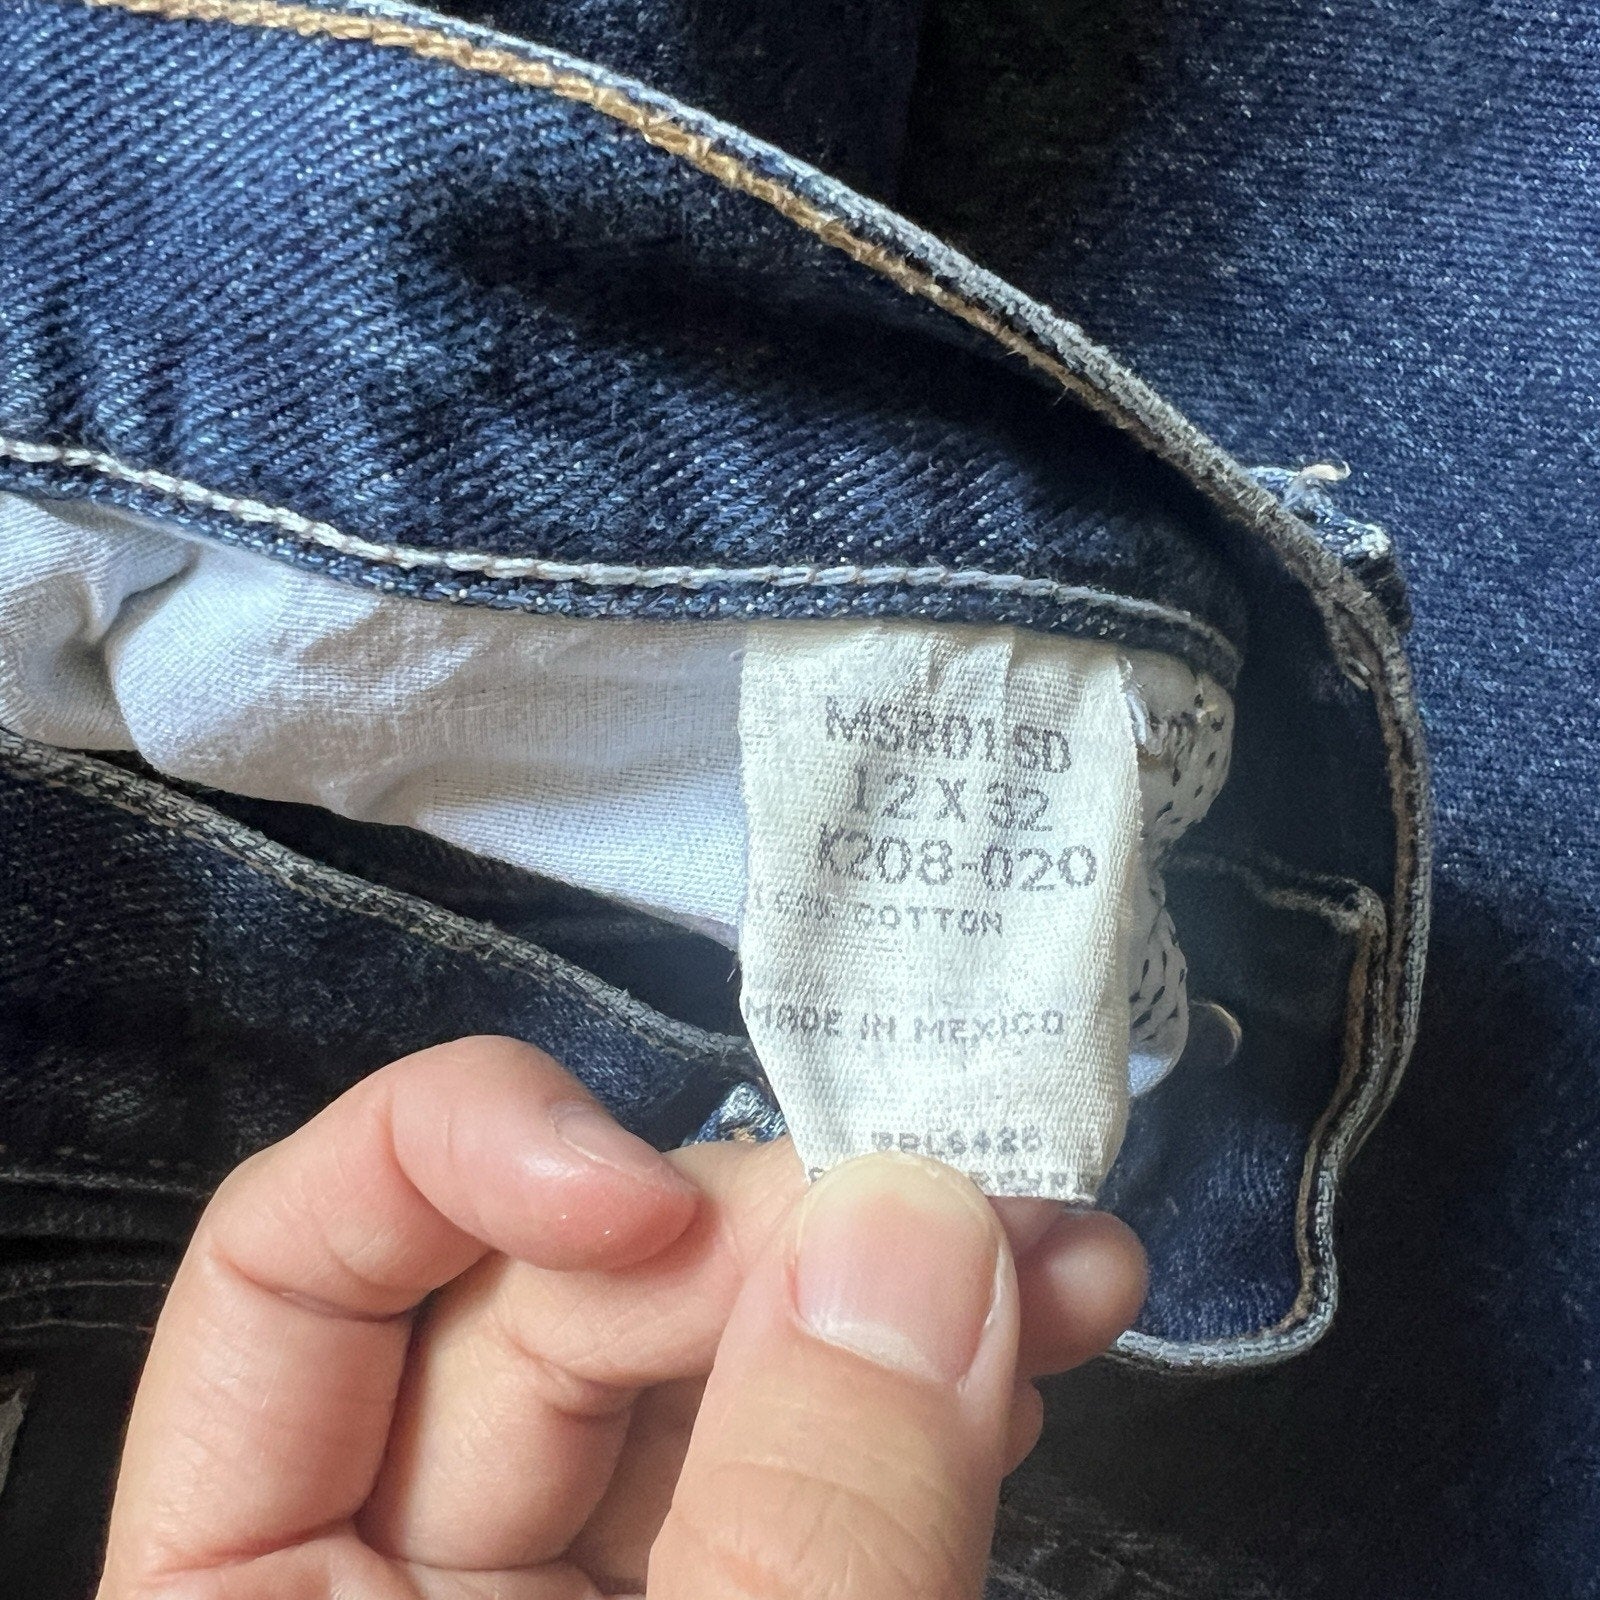 MSR01SD
12 X 32
K208-020
COTTON
MADE IN MEXICO